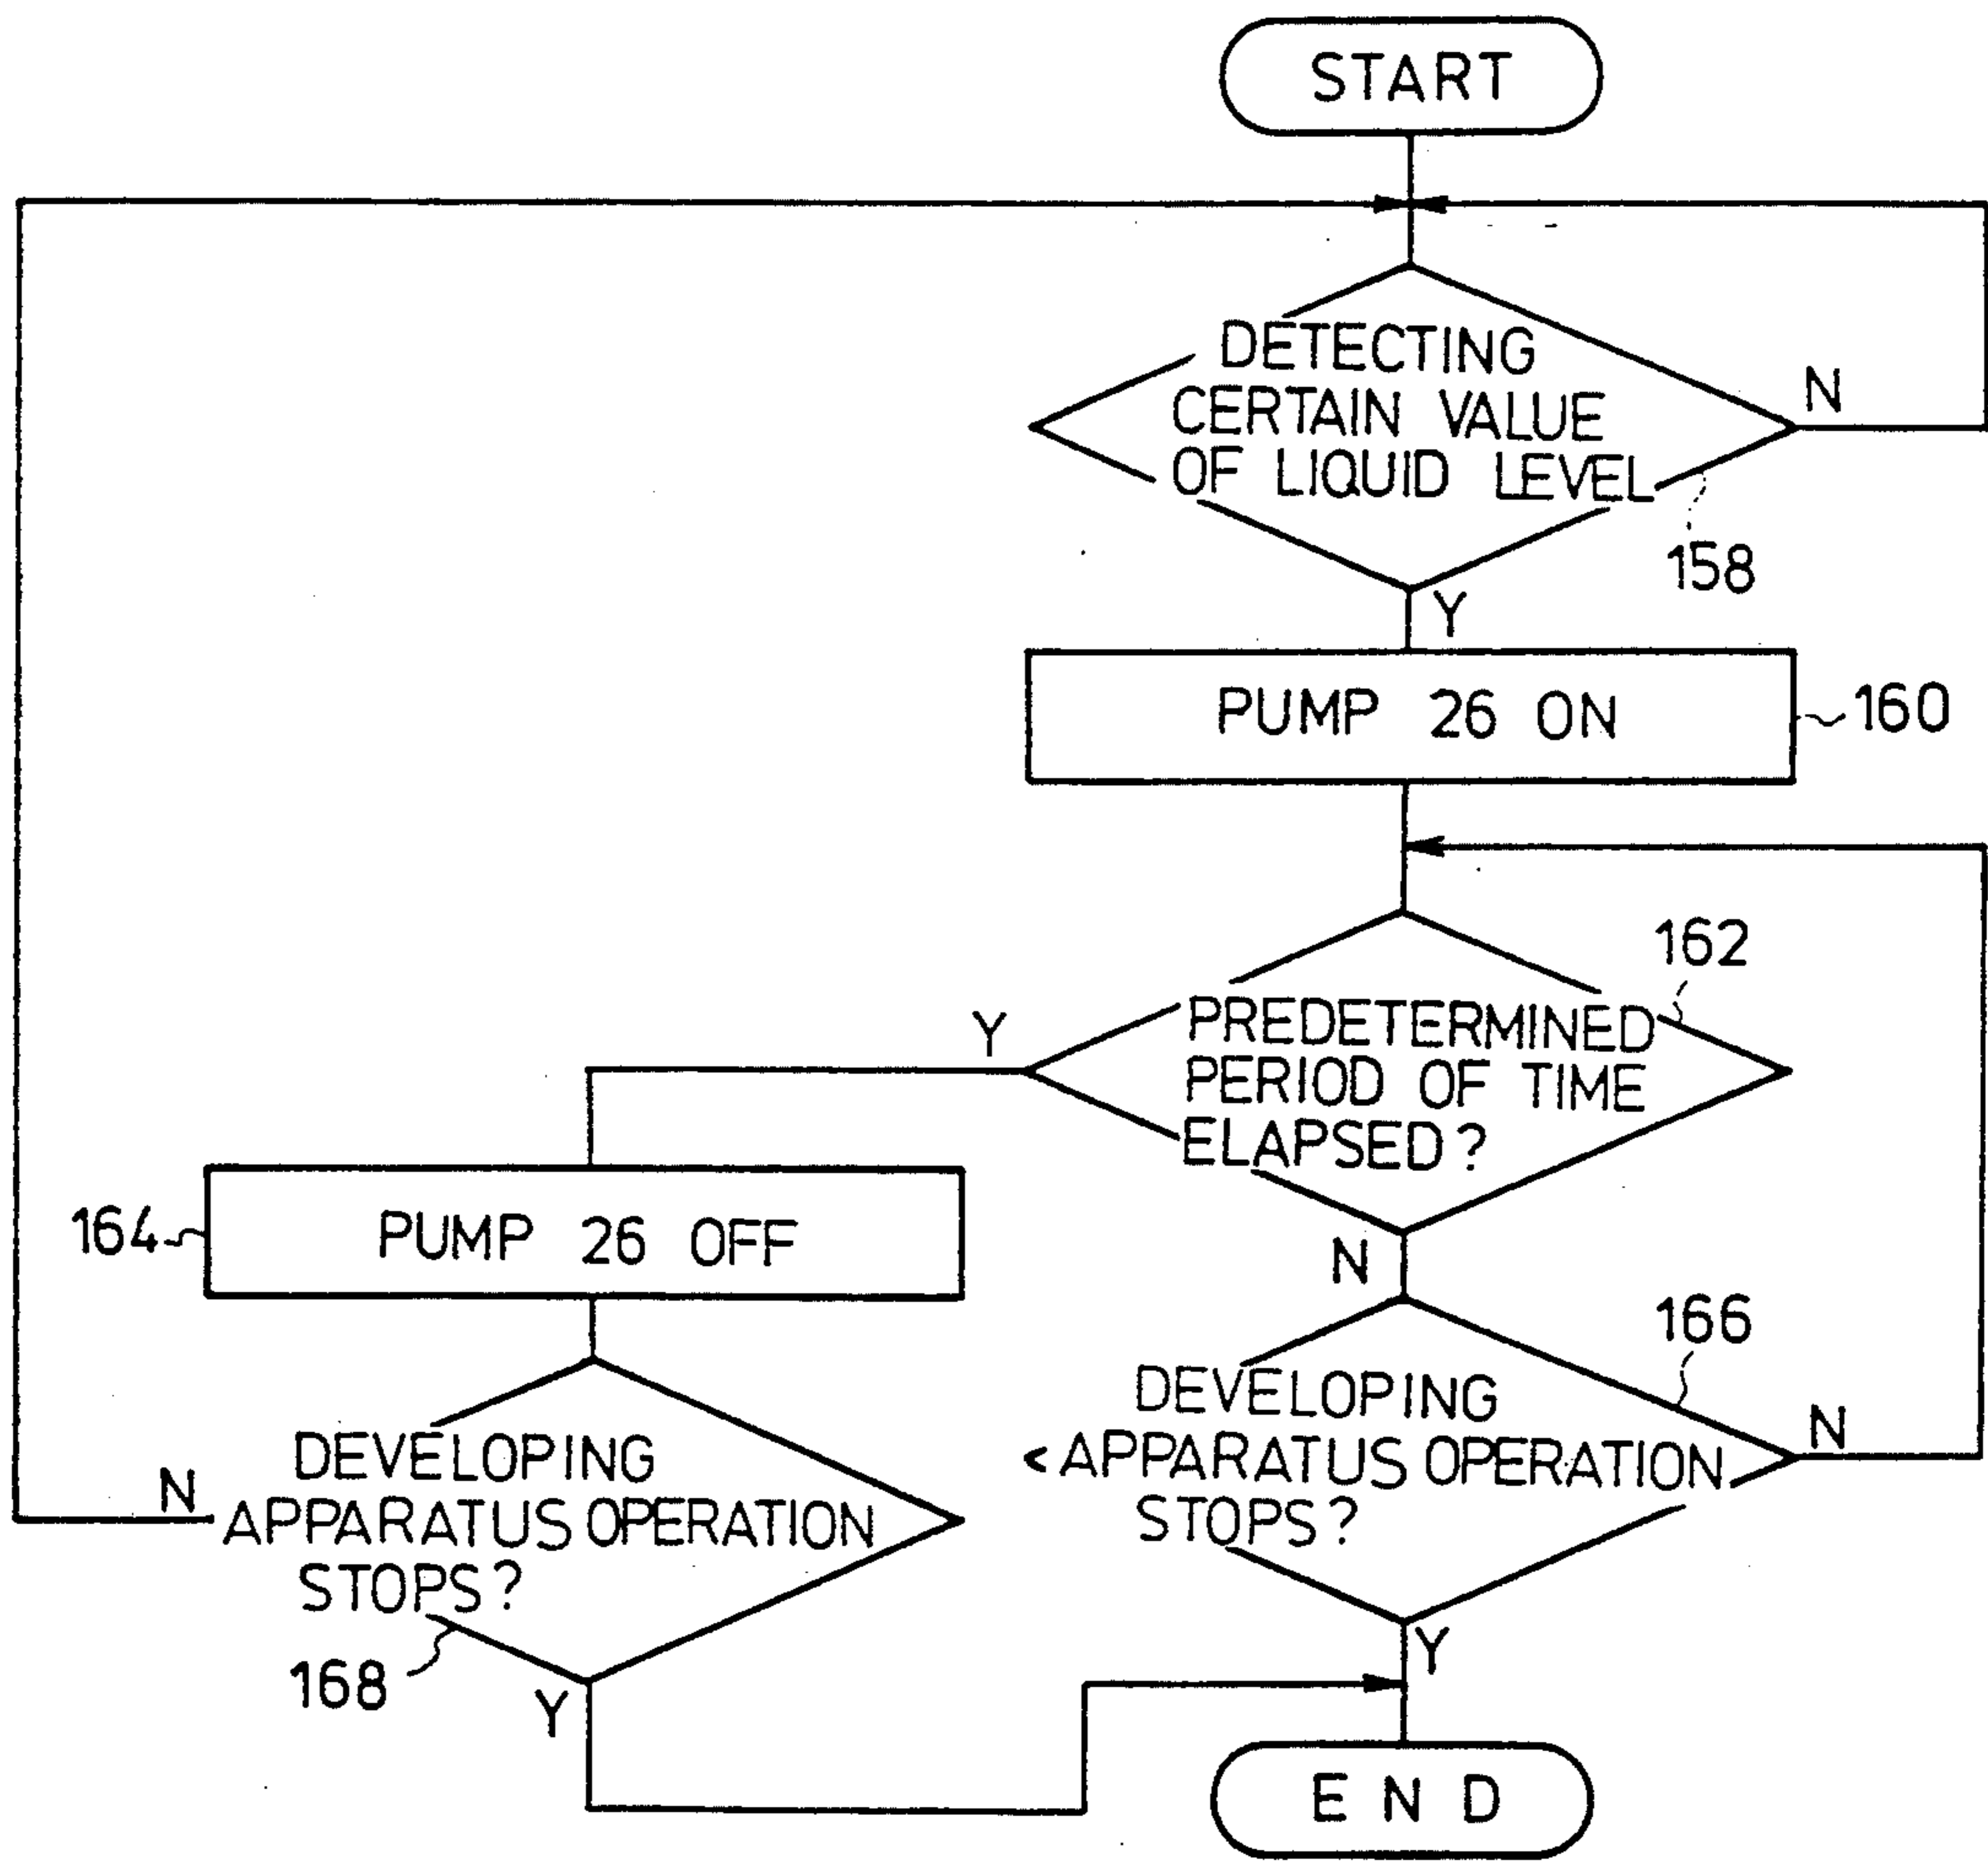 START
DETECTING
CERTAIN VALUE
OF LIQUID LEVEL
N
158
Y
PUMP 26 ON
160
162
PREDETERMINED
PERIOD OF TIME
ELAPSED?
Y
N
164
PUMP 26 OFF
166
DEVELOPING
APPARATUS OPERATION
STOPS?
N
Y
DEVELOPING
APPARATUS OPERATION
STOPS?
N
168
Y
END